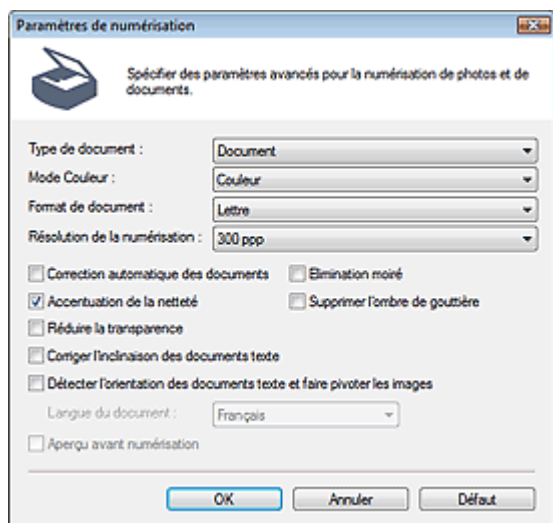 Paramètres de numérisation
Spécifier des paramètres avancés pour la numérisation de photos et de
documents.
Type de document : Document
Mode Couleur : Couleur
Format de document : Lettre
Résolution de la numérisation : 300 ppp
Correction automatique des documents Elimination moiré
Accentuation de la netteté Supprimer l'ombre de gouttière
Réduire la transparence
Corriger l'inclinaison des documents texte
Détecter l'orientation des documents texte et faire pivoter les images
Langue du document : Français
Aperçu avant numérisation
OK Annuler Défaut